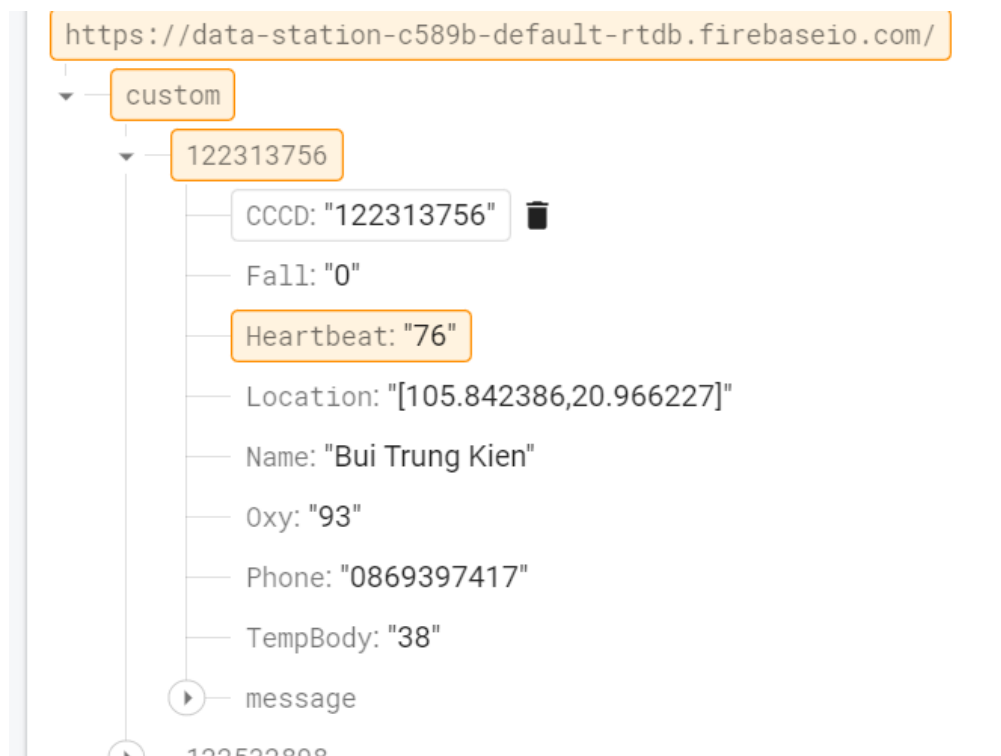 https://data-station-c589b-default-rtdb.firebaseio.com/
custom
122313756
CCCD: "122313756"
Fall: "0"
Heartbeat: "76"
Location: "[105.842386,20.966227]"
Name: "Bui Trung Kien"
Oxy: "93"
Phone: "0869397417"
TempBody: "38"
message